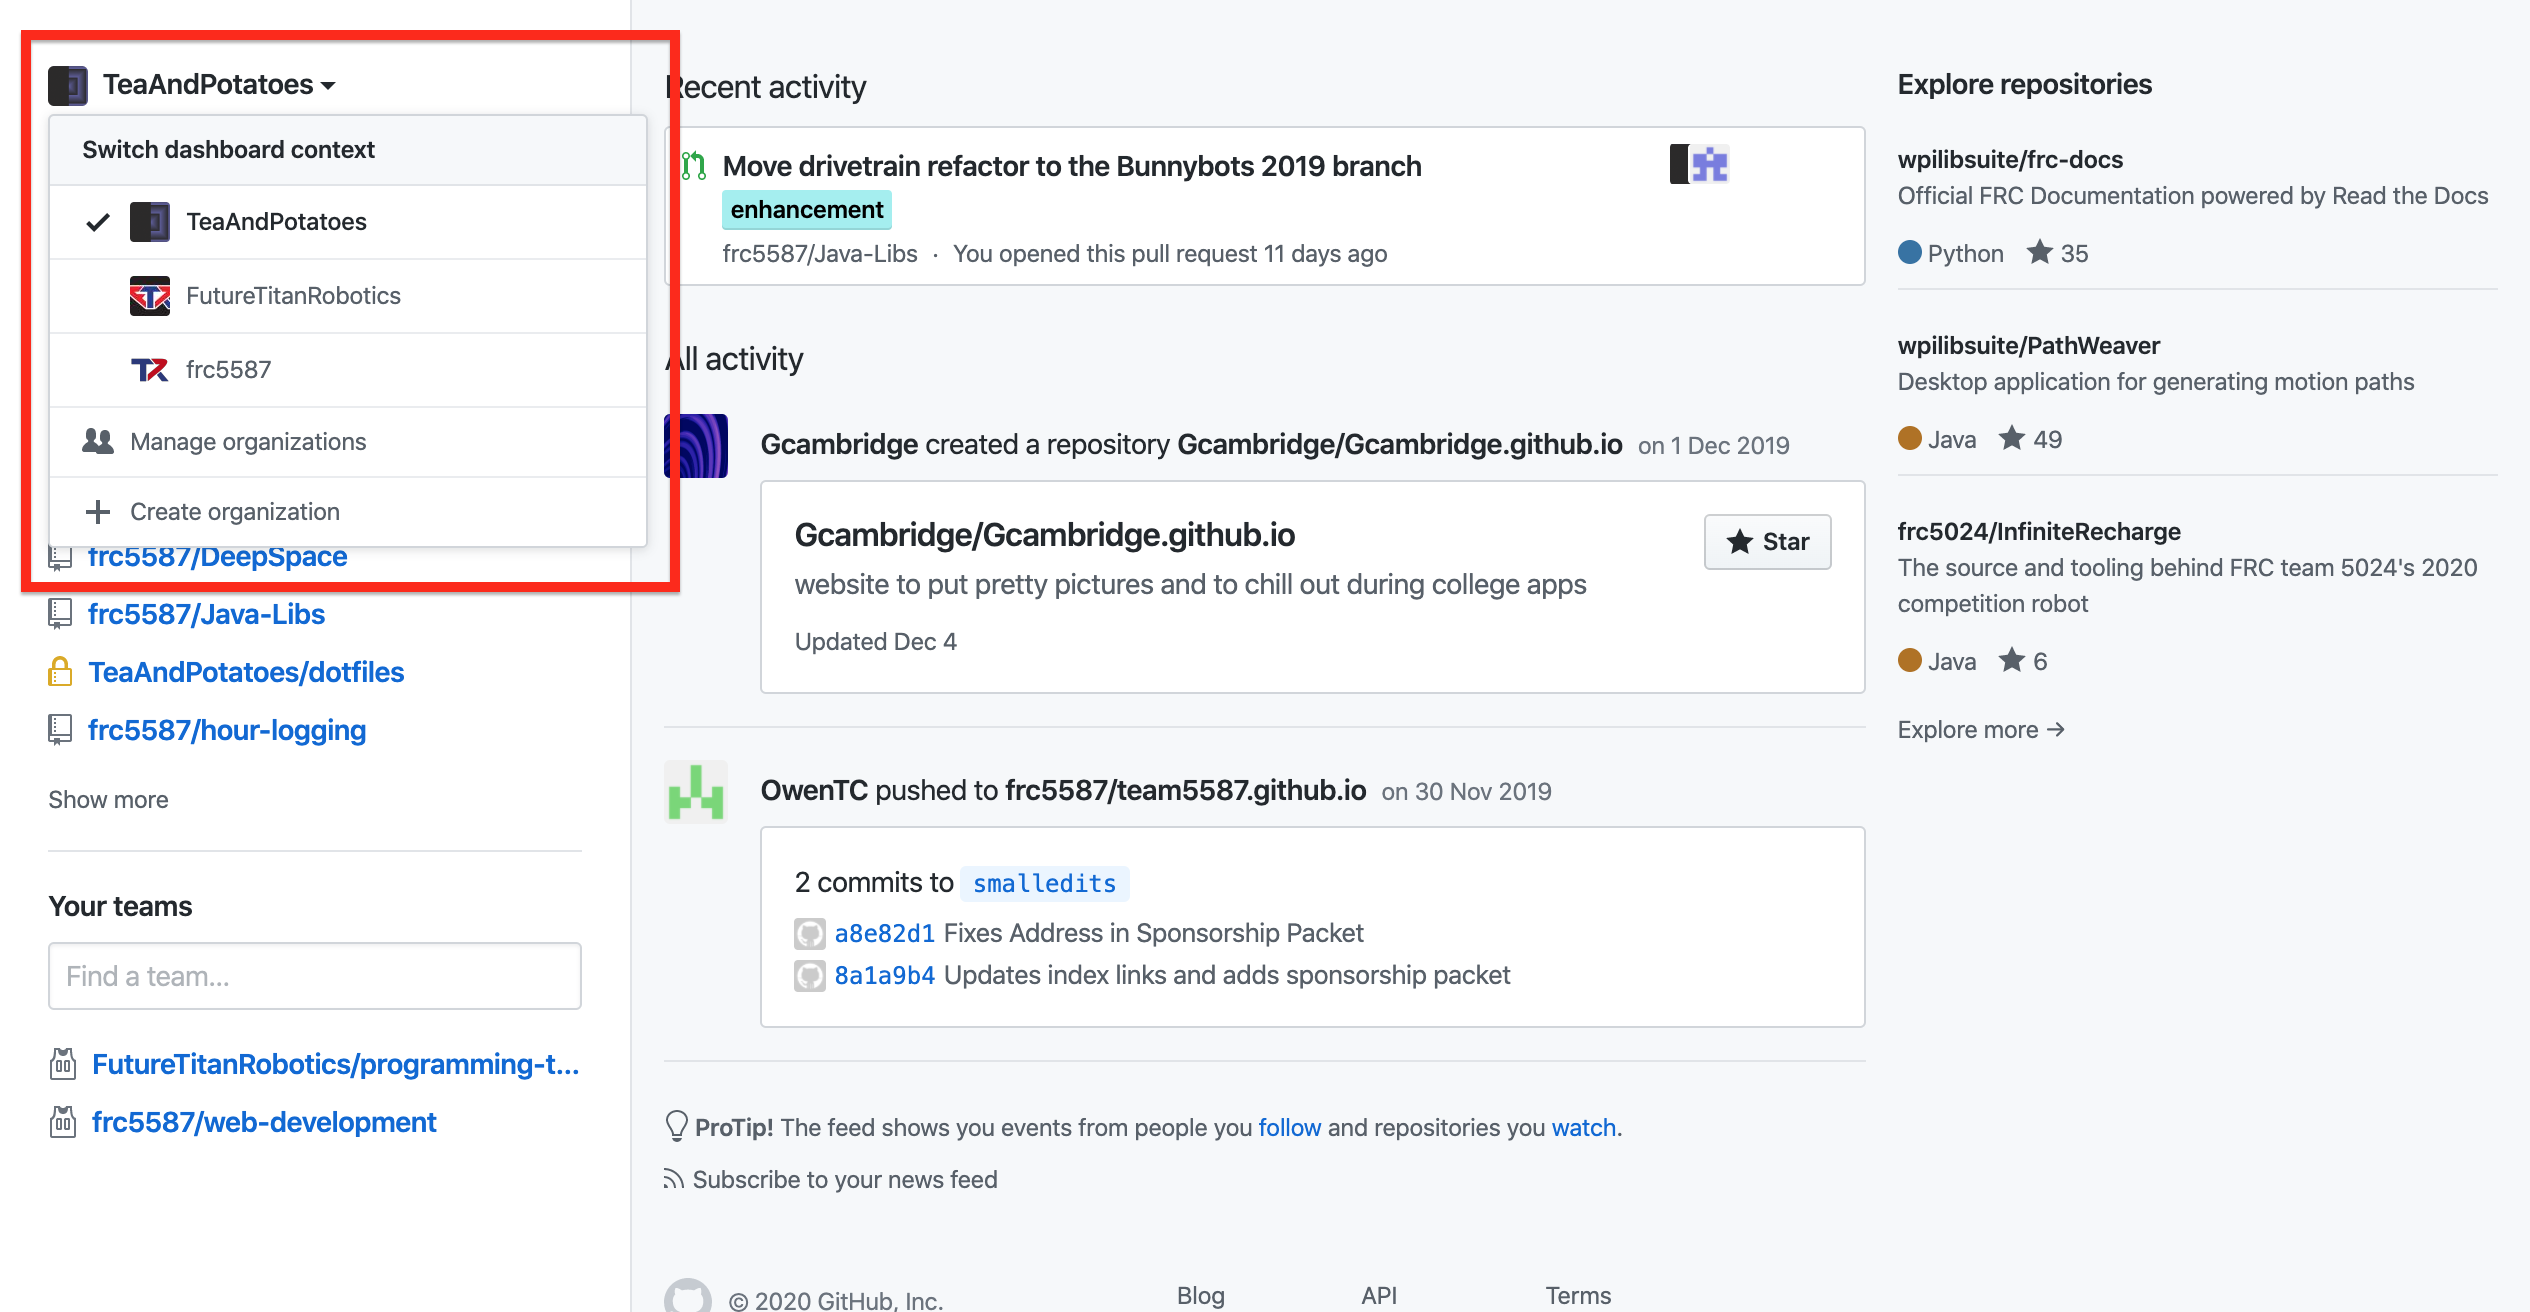 TeaAndPotatoes
Switch dashboard context
TeaAndPotatoes
FutureTitanRobotics
frc5587
Manage organizations
Create organization
frc5587/DeepSpace
frc5587/Java-Libs
TeaAndPotatoes/dotfiles
frc5587/hour-logging
Show more
Your teams
Find a team...
FutureTitanRobotics/programming-t...
frc5587/web-development
Recent activity
Move drivetrain refactor to the Bunnybots 2019 branch
enhancement
frc5587/Java-Libs · You opened this pull request 11 days ago
All activity
Gcambridge created a repository Gcambridge/Gcambridge.github.io on 1 Dec 2019
Gcambridge/Gcambridge.github.io
Star
website to put pretty pictures and to chill out during college apps
Updated Dec 4
OwenTC pushed to frc5587/team5587.github.io on 30 Nov 2019
2 commits to smalledits
a8e82d1 Fixes Address in Sponsorship Packet
8a1a9b4 Updates index links and adds sponsorship packet
ProTip! The feed shows you events from people you follow and repositories you watch.
Subscribe to your news feed
© 2020 GitHub, Inc.
Blog
API
Terms
Explore repositories
wpilibsuite/frc-docs
Official FRC Documentation powered by Read the Docs
Python 35
wpilibsuite/PathWeaver
Desktop application for generating motion paths
Java 49
frc5024/InfiniteRecharge
The source and tooling behind FRC team 5024's 2020
competition robot
Java 6
Explore more →